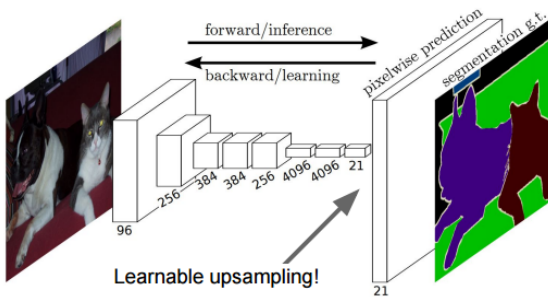 forward/inference
backward/learning
pixelwise prediction
segmentation g.t.
96
256
384
384
256
4096
4096
21
21
Learnable upsampling!